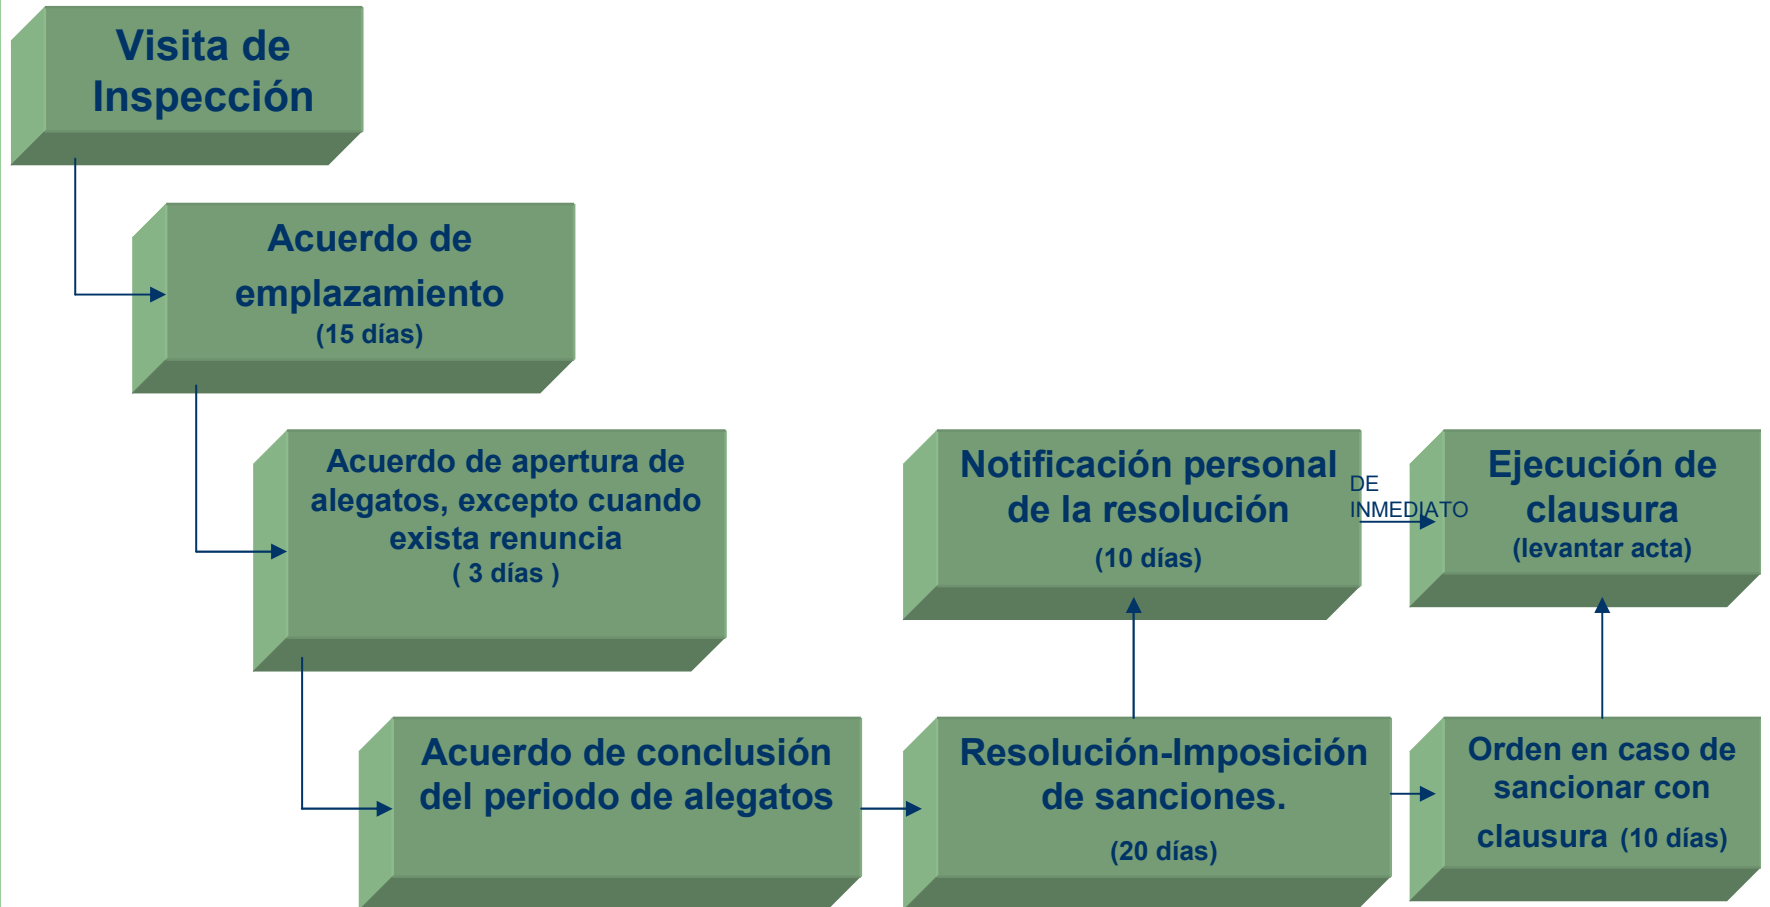 Visita de
Inspección
Acuerdo de
emplazamiento
(15 días)
Acuerdo de apertura de
alegatos, excepto cuando
exista renuncia
( 3 días )
Acuerdo de conclusión
del periodo de alegatos
Resolución-Imposición
de sanciones.
(20 días)
Notificación personal
de la resolución
(10 días)
DE
INMEDIATO
Orden en caso de
sancionar con
clausura (10 días)
Ejecución de
clausura
(levantar acta)